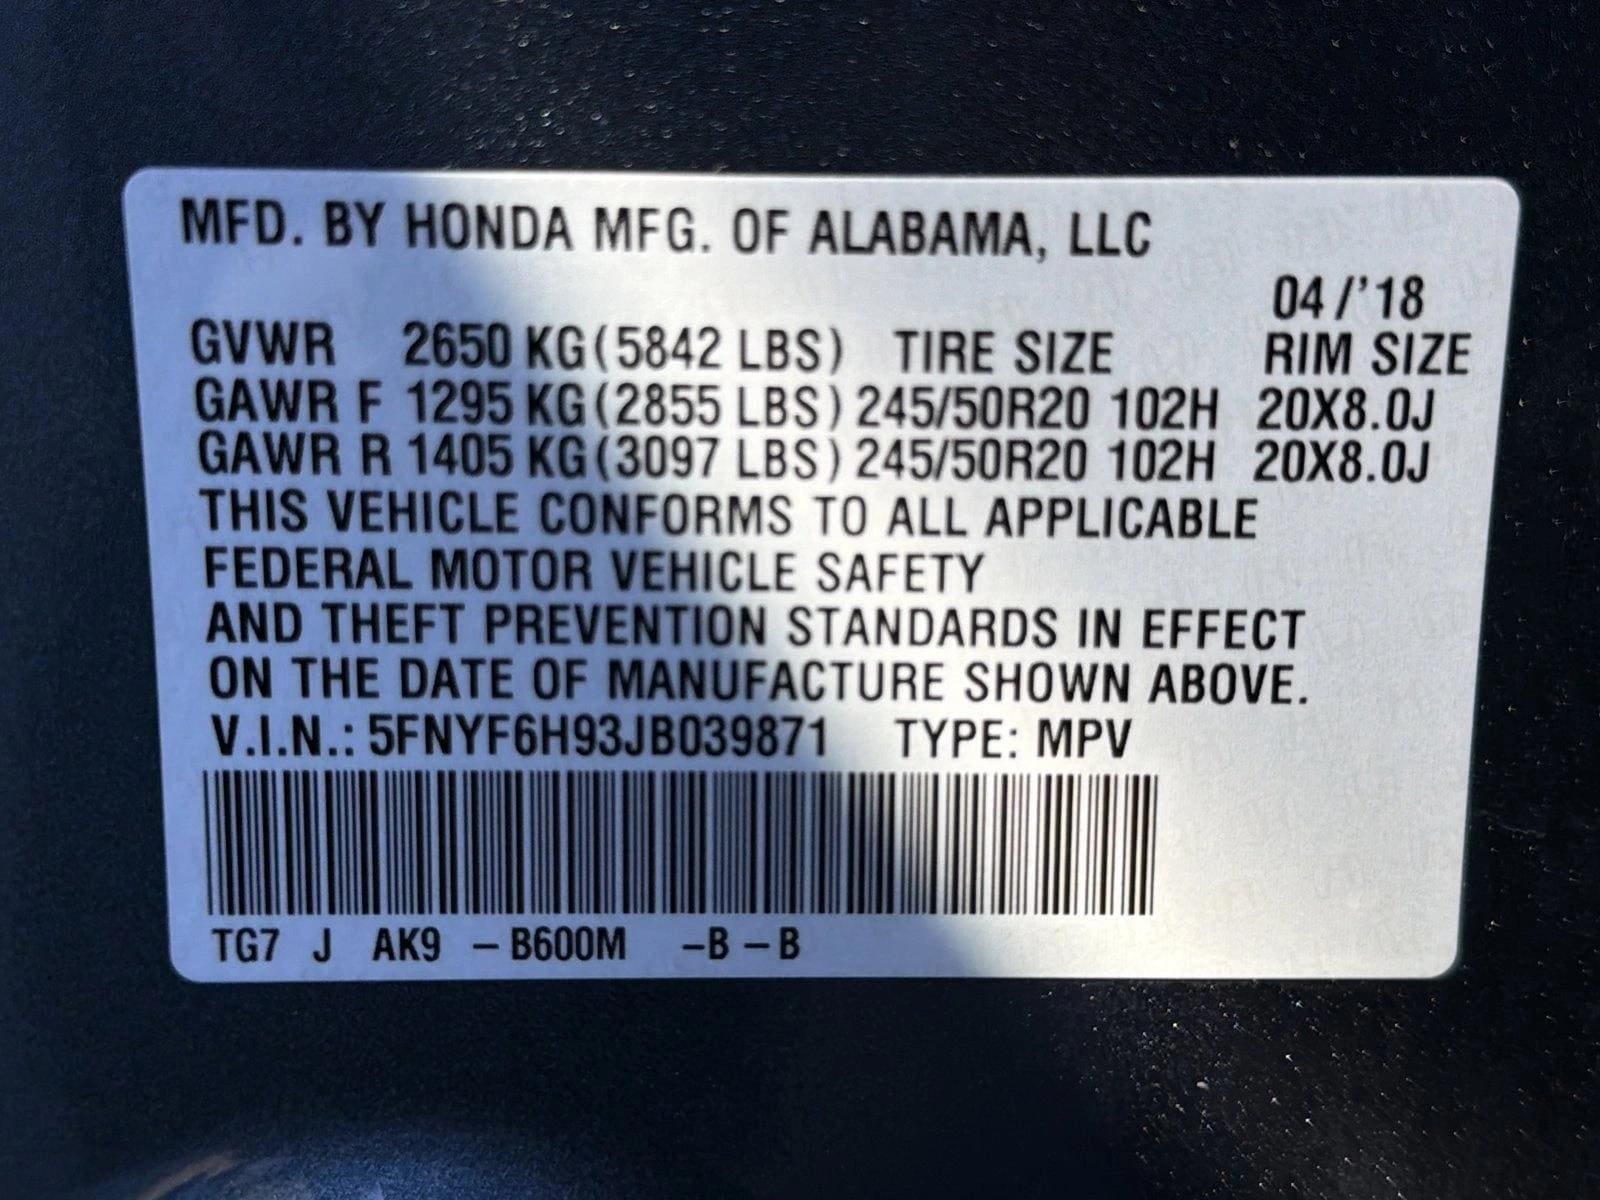 MFD. BY HONDA MFG. OF ALABAMA, LLC
04/'18
GVWR 2650 KG (5842 LBS) TIRE SIZE RIM SIZE
GAWR F 1295 KG (2855 LBS) 245/50R20 102H 20X8.0J
GAWR R 1405 KG (3097 LBS) 245/50R20 102H 20X8.0J
THIS VEHICLE CONFORMS TO ALL APPLICABLE
FEDERAL MOTOR VEHICLE SAFETY
AND THEFT PREVENTION STANDARDS IN EFFECT
ON THE DATE OF MANUFACTURE SHOWN ABOVE.
V.I.N.: 5FNYF6H93JB039871 TYPE: MPV
TG7 J AK9 – B600M –B – B